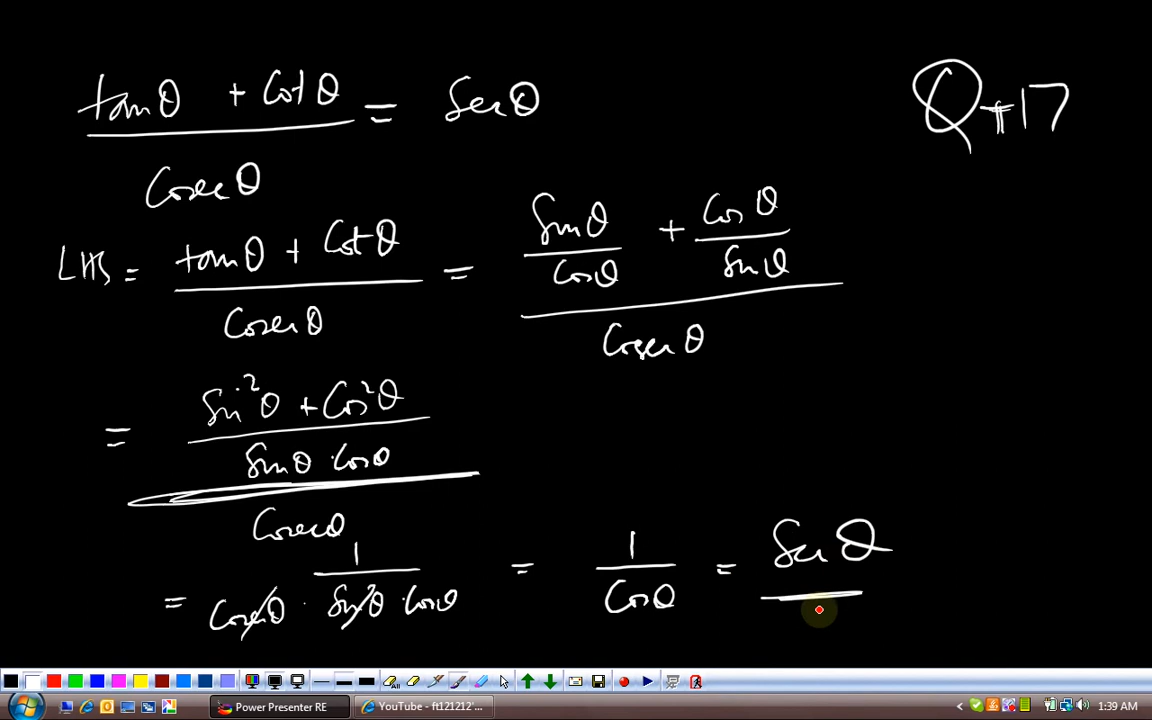 tanθ + cotθ = secθ Q+17
cosecθ
LHS = tanθ + cotθ = sinθ + cosθ
cosecθ cosθ sinθ
cosecθ
= sin²θ + cos²θ
sinθ · cosθ
cosecθ
= 1 = 1 = secθ
cosecθ · sin²θ · cosθ cosθ
Power Presenter RE YouTube - ft121212'... 1:39 AM